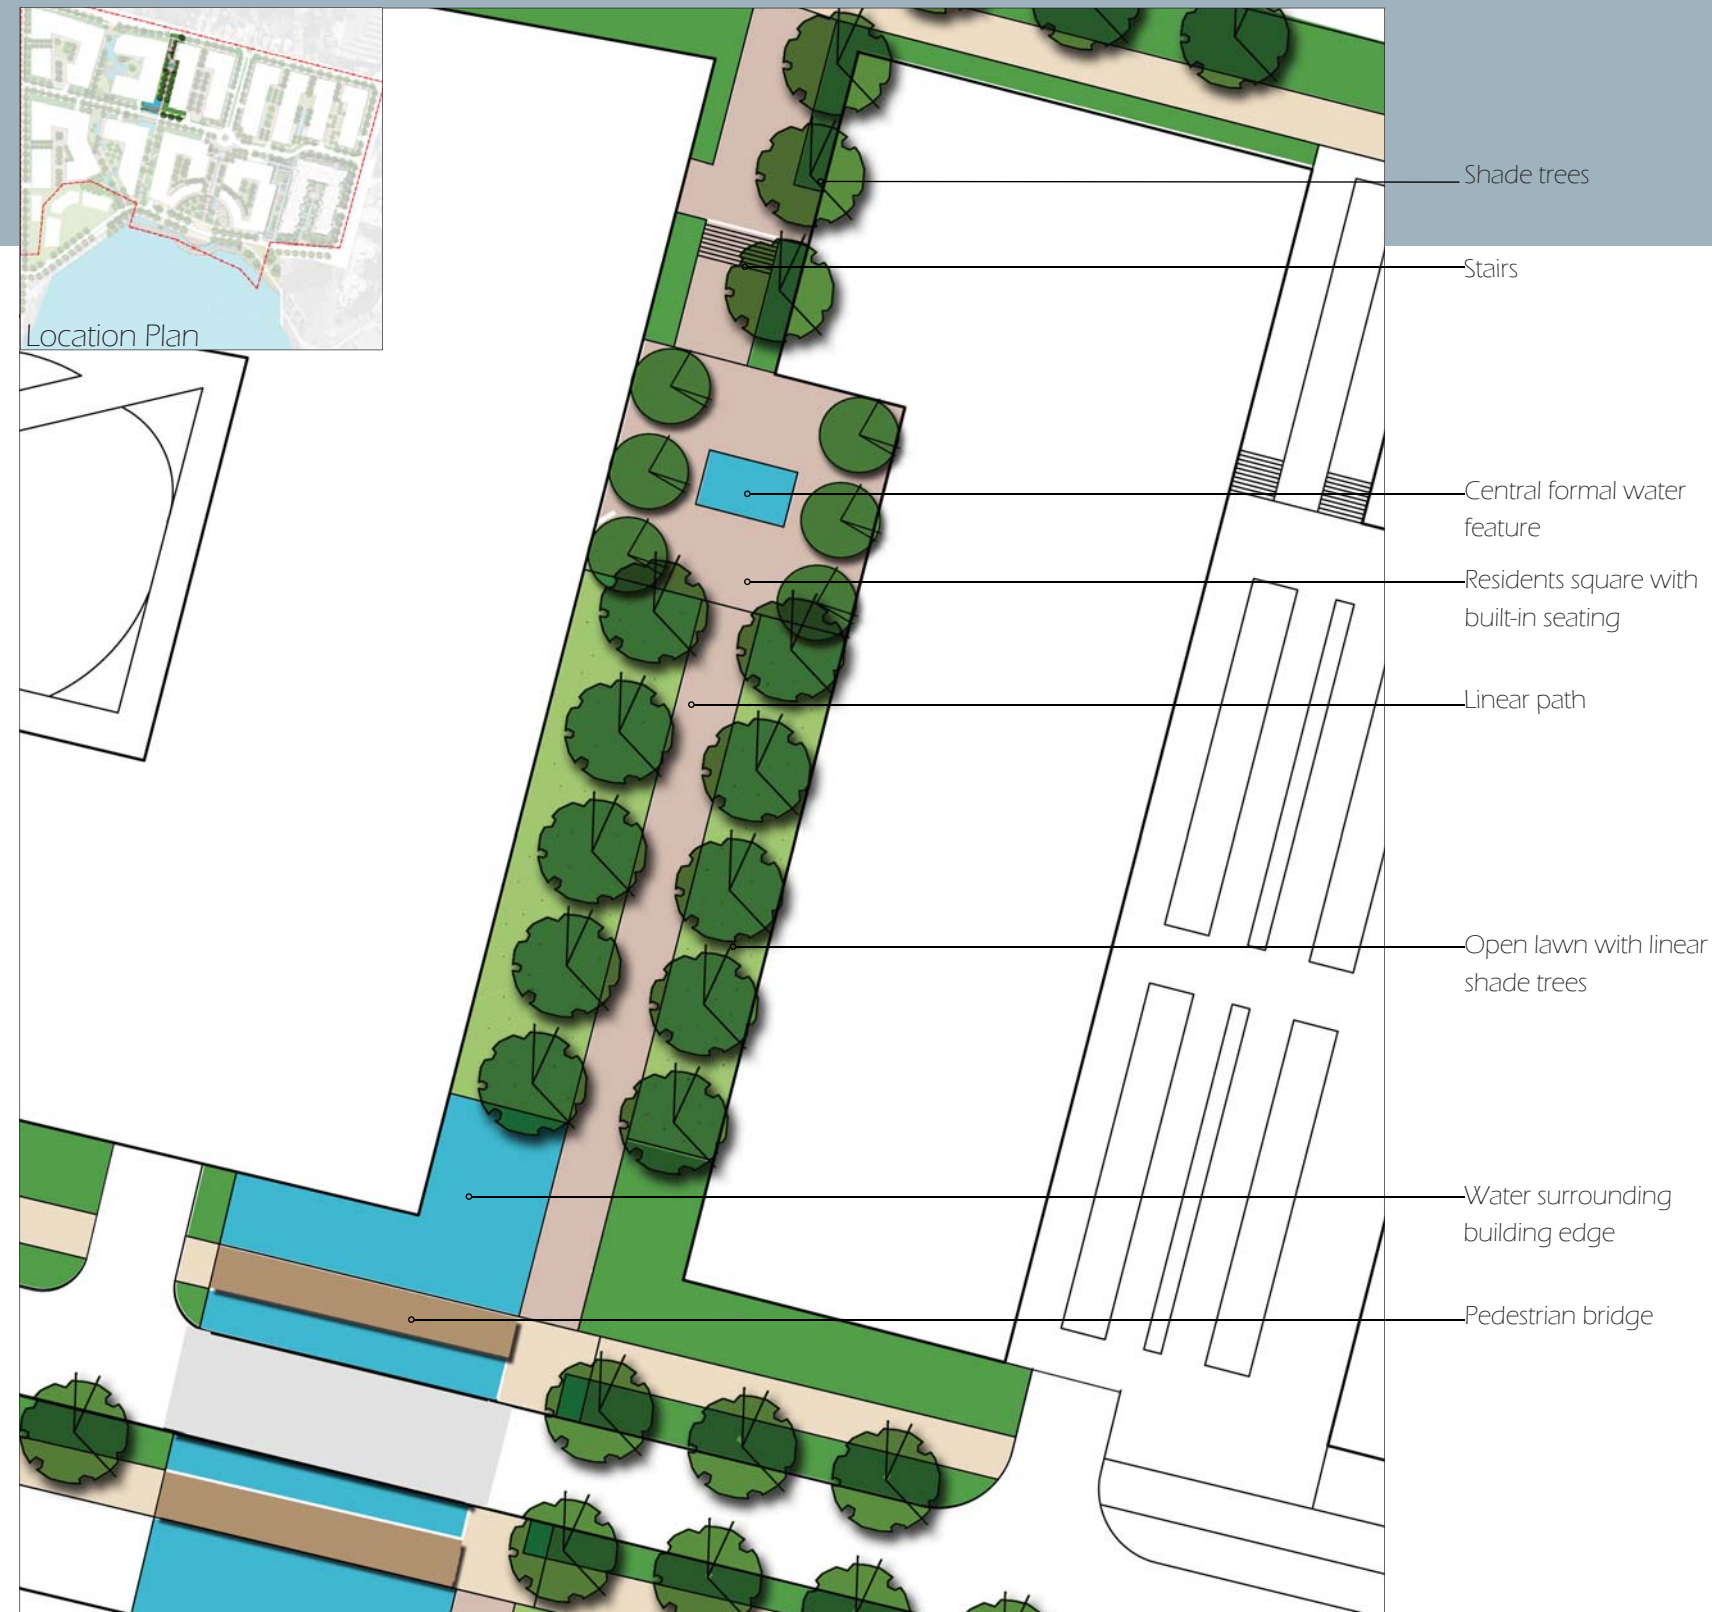 Location Plan
Shade trees
Stairs
Central formal water
feature
Residents square with
built-in seating
Linear path
Open lawn with linear
shade trees
Water surrounding
building edge
Pedestrian bridge